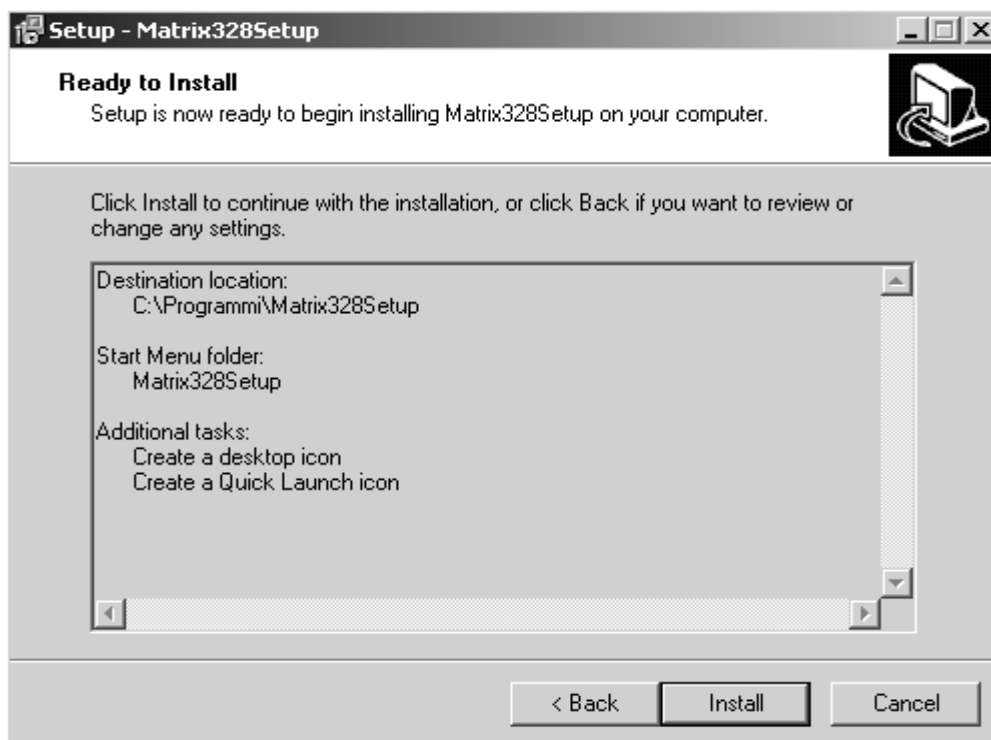 Setup - Matrix328Setup
Ready to Install
Setup is now ready to begin installing Matrix328Setup on your computer.
Click Install to continue with the installation, or click Back if you want to review or
change any settings.
Destination location:
C:\Programmi\Matrix328Setup
Start Menu folder:
Matrix328Setup
Additional tasks:
Create a desktop icon
Create a Quick Launch icon
< Back
Install
Cancel